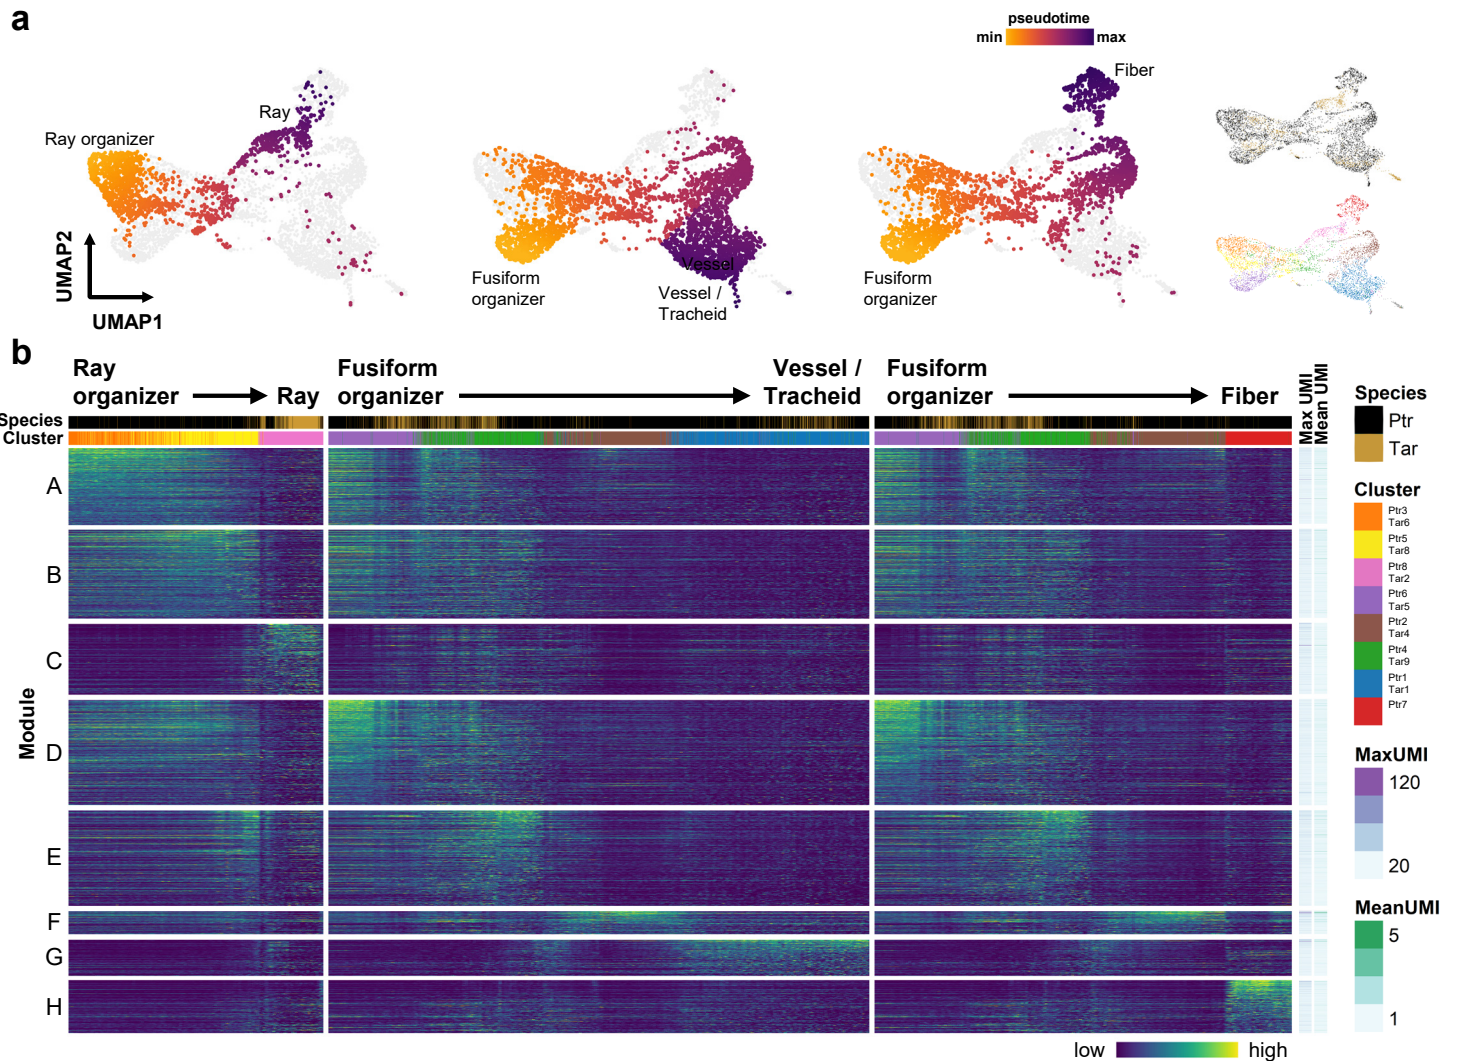 a
pseudotime
min
max
Ray organizer
Ray
Fusiform
organizer
Vessel
Vessel /
Tracheid
Fiber
Fusiform
organizer
UMAP2
UMAP1
b
Ray
organizer
Ray
Fusiform
organizer
Vessel /
Tracheid
Fusiform
organizer
Fiber
Max UMI
Mean UMI
Species
Cluster
Module
A
B
C
D
E
F
G
H
Species
Ptr
Tar
Cluster
Ptr3
Tar6
Ptr5
Tar8
Ptr8
Tar2
Ptr6
Tar5
Ptr2
Tar4
Ptr4
Tar9
Ptr1
Tar1
Ptr7
MaxUMI
120
20
MeanUMI
5
1
low
high